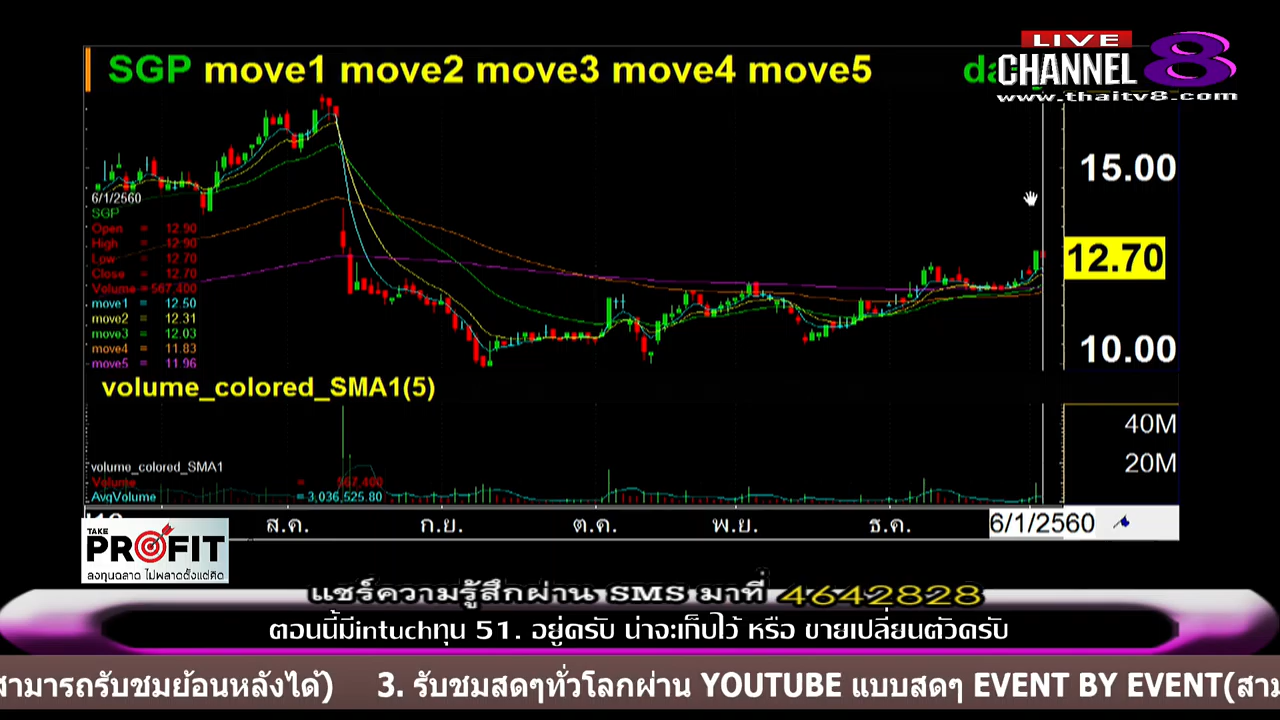 SGP move1 move2 move3 move4 move5
LIVE
CHANNEL 8
www.thaitv8.com
15.00
12.70
10.00
6/1/2560
SGP
Open = 12.90
High = 12.90
Low = 12.70
Close = 12.70
Volume = 567,400
move1 = 12.50
move2 = 12.31
move3 = 12.03
move4 = 11.83
move5 = 11.96
volume_colored_SMA1(5)
40M
20M
volume_colored_SMA1
Volume = 567,400
AvgVolume = 3,036,525.80
ส.ค. ก.ย. ต.ค. พ.ย. ธ.ค. 6/1/2560
TAKE
PROFIT
ลงทุนฉลาด ไม่พลาดตั้งแต่คิด
แชร์ความรู้สึกผ่าน SMS มาที่ 4642828
ตอนนี้มีintuchทุน 51. อยู่ครับ น่าจะเก็บไว้ หรือ ขายเปลี่ยนตัวครับ
สามารถรับชมย้อนหลังได้) 3. รับชมสดๆทั่วโลกผ่าน YOUTUBE แบบสดๆ EVENT BY EVENT(สาม